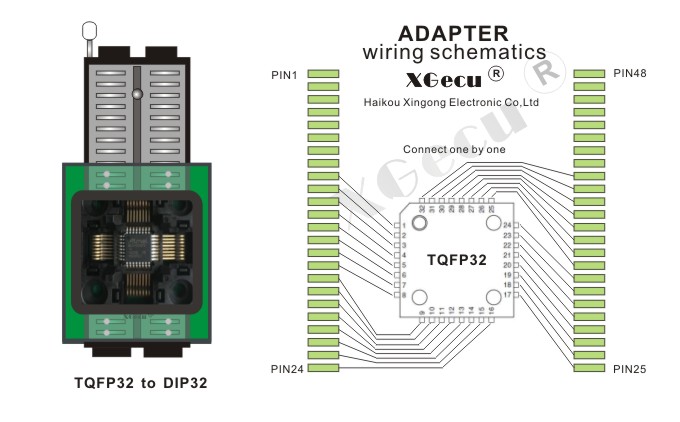 ADAPTER
wiring schematics
XGecu ®
Haikou Xingong Electronic Co,Ltd
PIN1
PIN48
Connect one by one
XGecu ®
32 31 30 29 28 27 26 25
1 2 3 4 5 6 7 8
24 23 22 21 20 19 18 17
TQFP32
9 10 11 12 13 14 15 16
PIN24
PIN25
TQFP32 to DIP32